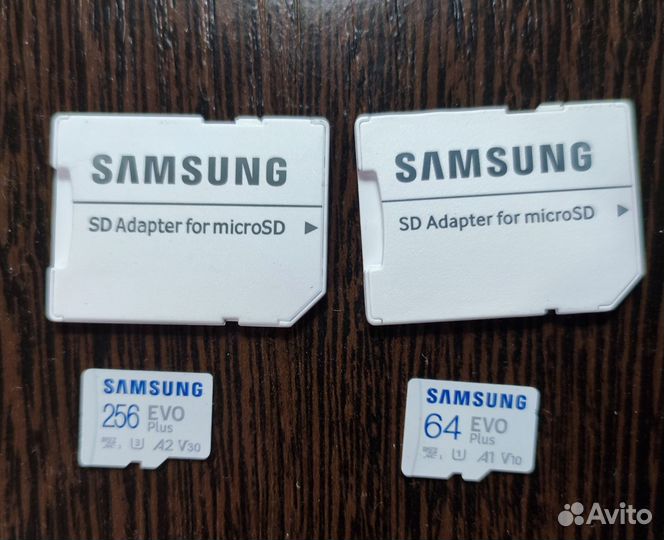 SAMSUNG
SD Adapter for microSD ▶
SAMSUNG
SD Adapter for microSD ▶
SAMSUNG
256 EVO
Plus
U3 A2 V30
SAMSUNG
64 EVO
Plus
U1 A1 V10
Avito